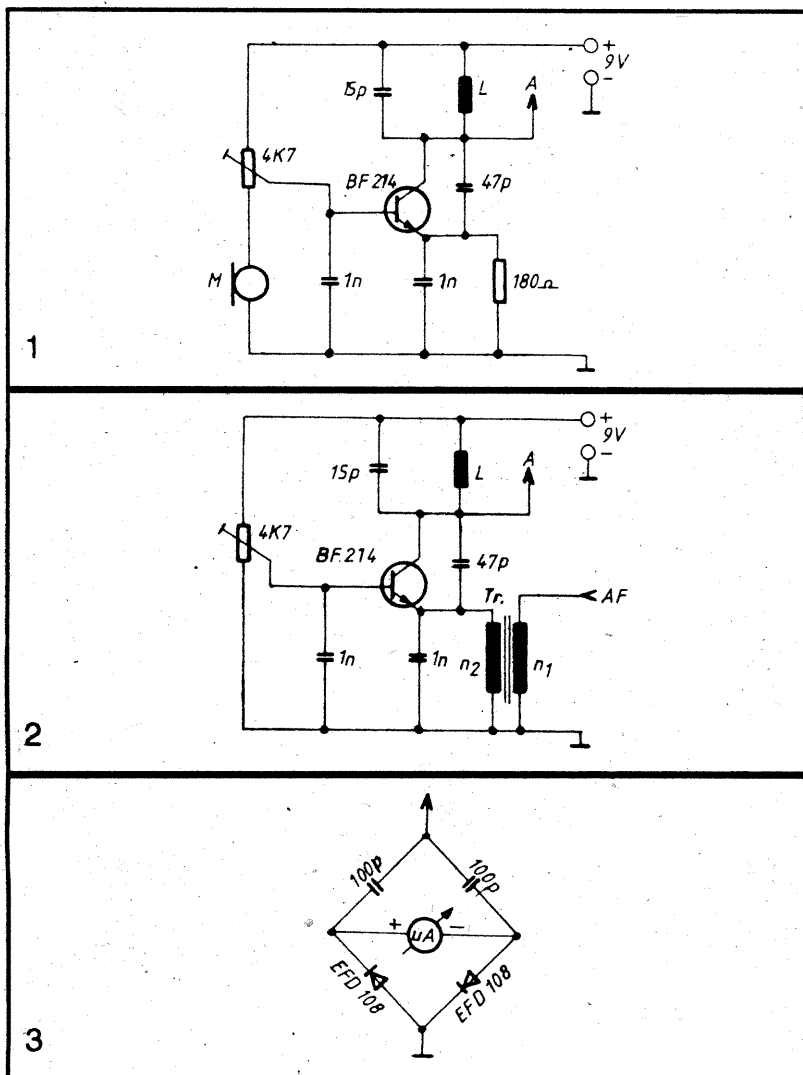 +
9V
-
15p
L
A
4K7
BF 214
47p
M
1n
1n
180Ω
1
+
9V
-
15p
L
A
4K7
BF.214
47p
Tr.
AF
1n
1n
n2
n1
2
100p
100p
+
µA
-
EFD 108
EFD 108
3